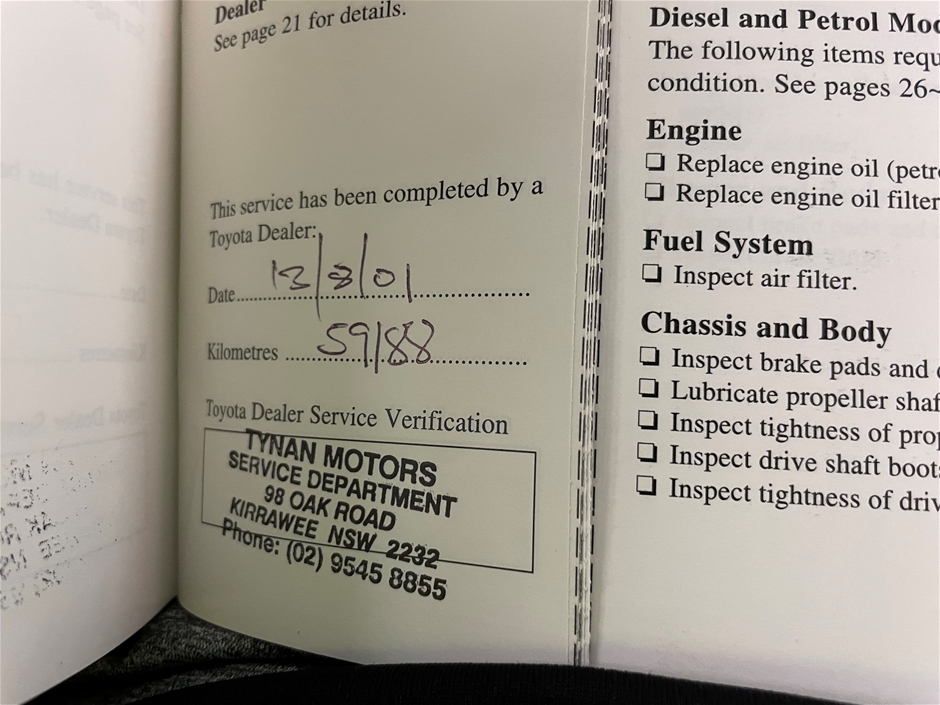 Dealer
See page 21 for details.
This service has been completed by a
Toyota Dealer:
Date 13/8/01
Kilometres 59188
Toyota Dealer Service Verification
TYNAN MOTORS
SERVICE DEPARTMENT
98 OAK ROAD
KIRRAWEE NSW 2232
Phone: (02) 9545 8855
Diesel and Petrol Mod
The following items requ
condition. See pages 26~
Engine
❏ Replace engine oil (petr
❏ Replace engine oil filter
Fuel System
❏ Inspect air filter.
Chassis and Body
❏ Inspect brake pads and
❏ Lubricate propeller shaf
❏ Inspect tightness of prop
❏ Inspect drive shaft boot
❏ Inspect tightness of driv